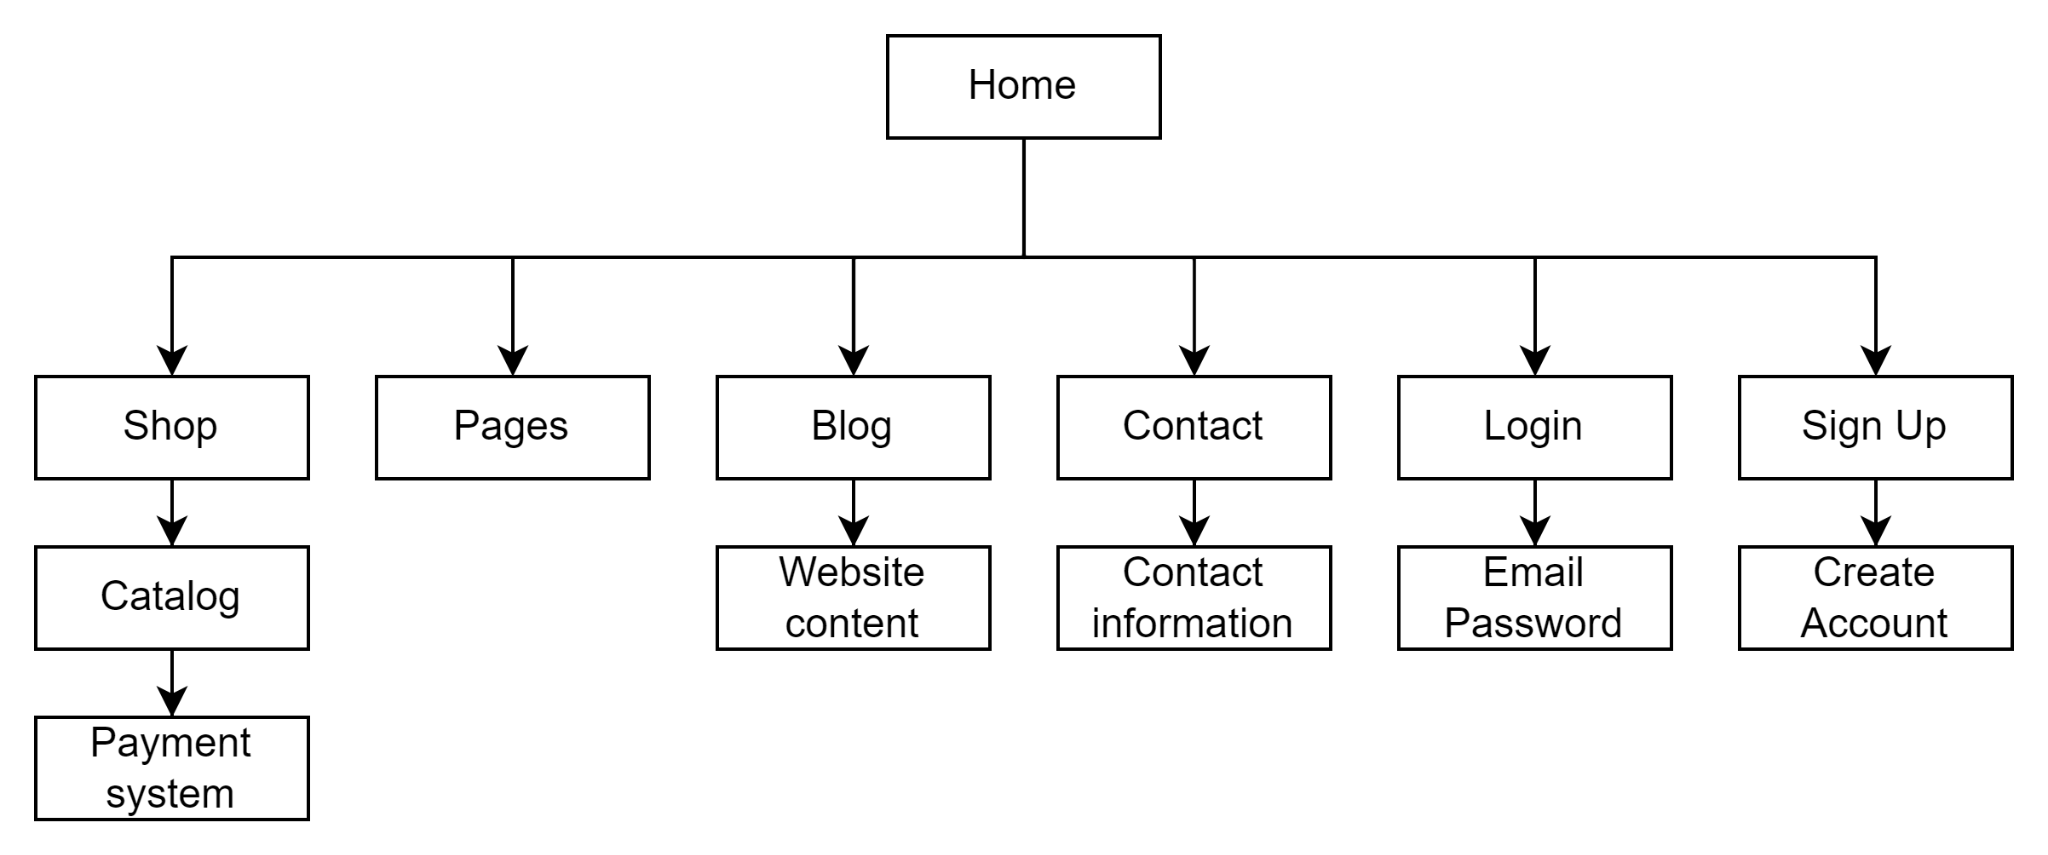 Home
Shop
Pages
Blog
Contact
Login
Sign Up
Catalog
Website
content
Contact
information
Email
Password
Create
Account
Payment
system